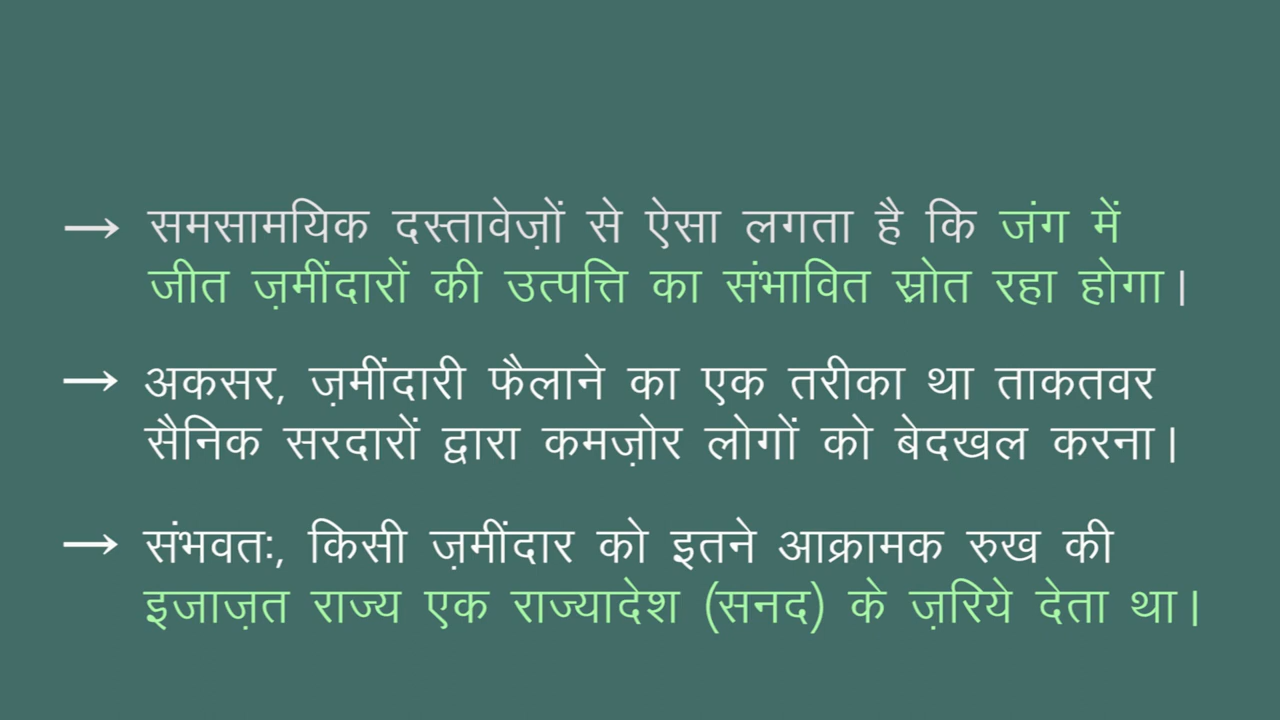 → समसामयिक दस्तावेज़ों से ऐसा लगता है कि जंग में
जीत ज़मींदारों की उत्पत्ति का संभावित स्रोत रहा होगा।
→ अकसर, ज़मींदारी फैलाने का एक तरीका था ताकतवर
सैनिक सरदारों द्वारा कमज़ोर लोगों को बेदखल करना।
→ संभवतः, किसी ज़मींदार को इतने आक्रामक रुख की
इजाज़त राज्य एक राज्यादेश (सनद) के ज़रिये देता था।